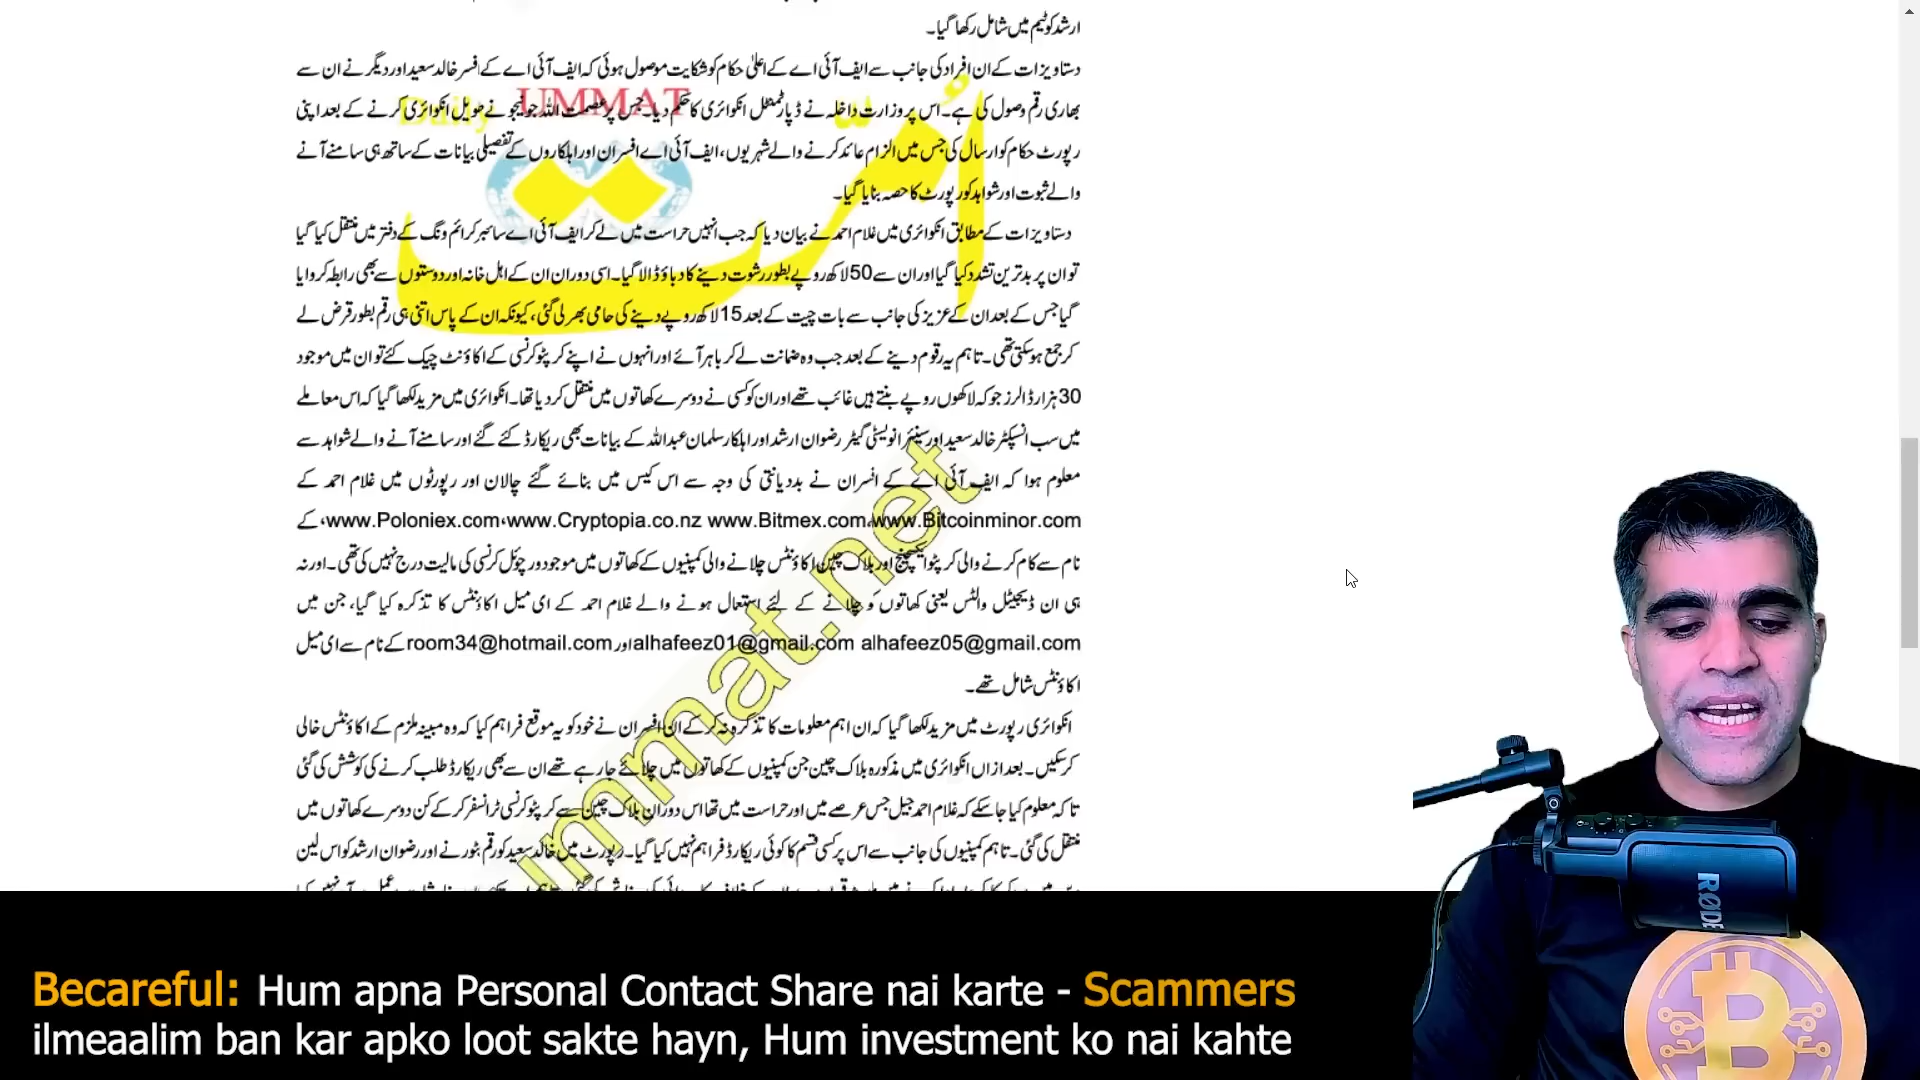 ارشد کو ٹیم میں شامل رکھا گیا۔
دستاویزات کے ان افراد کی جانب سے ایف آئی اے کے اعلیٰ حکام کو شکایت موصول ہوئی کہ ایف آئی اے کے افسر خالد سعید اور دیگر نے ان سے
بھاری رقم وصول کی ہے۔ اس پر وزارت داخلہ نے ڈپارٹمنٹل انکوائری کا حکم دیا۔ جس پر عصمت اللہ جونیجو نے طویل انکوائری کرنے کے بعد اپنی
رپورٹ حکام کو ارسال کی جس میں الزام عائد کرنے والے شہریوں، ایف آئی اے افسران اور اہلکاروں کے تفصیلی بیانات کے ساتھ ہی سامنے آنے
والے ثبوت اور شواہد کو رپورٹ کا حصہ بنایا گیا۔
دستاویزات کے مطابق انکوائری میں غلام احمد نے بیان دیا کہ جب انہیں حراست میں لے کر ایف آئی اے سائبر کرائم ونگ کے دفتر میں منتقل کیا گیا
تو ان پر بدترین تشدد کیا گیا اور ان سے 50 لاکھ روپے بطور رشوت دینے کا دباؤ ڈالا گیا۔ اسی دوران ان کے اہل خانہ اور دوستوں سے بھی رابطہ کروایا
گیا جس کے بعد ان کے عزیز کی جانب سے بات چیت کے بعد 15 لاکھ روپے دینے کی حامی بھر لی گئی، کیونکہ ان کے پاس اتنی ہی رقم بطور قرض لے
کر جمع ہوسکتی تھی۔ تاہم یہ رقوم دینے کے بعد جب وہ ضمانت لے کر باہر آئے اور انہوں نے اپنے کرپٹو کرنسی کے اکاؤنٹ چیک کئے تو ان میں موجود
30 ہزار ڈالرز جو کہ لاکھوں روپے بنتے ہیں غائب تھے اور ان کو کسی نے دوسرے کھاتوں میں منتقل کردیا تھا۔ انکوائری میں مزید لکھا گیا کہ اس معاملے
میں سب انسپکٹر خالد سعید اور سینئر انویسٹی گیٹر رضوان ارشد اور اہلکار سلمان عبداللہ کے بیانات بھی ریکارڈ کئے گئے اور سامنے آنے والے شواہد سے
معلوم ہوا کہ ایف آئی اے کے افسران نے بددیانتی کی وجہ سے اس کیس میں بنائے گئے چالان اور رپورٹوں میں غلام احمد کے
www.Bitcoinminor.com،www.Bitmex.com www.Cryptopia.co.nz،www.Poloniex.com، کے
نام سے کام کرنے والی کرپٹو ایکسچینج اور بلاک چین اکاؤنٹس چلانے والی کمپنیوں کے کھاتوں میں موجود ورچوئل کرنسی کی مالیت درج نہیں کی تھی۔ اور نہ
ہی ان ڈیجیٹل والٹس یعنی کھاتوں کو چلانے کے لئے استعمال ہونے والے غلام احمد کے ای میل اکاؤنٹس کا تذکرہ کیا گیا، جن میں
alhafeez05@gmail.com alhafeez01@gmail.com اور room34@hotmail.com کے نام سے ای میل
اکاؤنٹس شامل تھے۔
انکوائری رپورٹ میں مزید لکھا گیا کہ ان اہم معلومات کا تذکرہ نہ کر کے ان افسران نے خود کو یہ موقع فراہم کیا کہ وہ مبینہ ملزم کے اکاؤنٹس خالی
کرسکیں۔ بعد ازاں انکوائری میں مذکورہ بلاک چین جن کمپنیوں کے کھاتوں میں چلائے جارہے تھے ان سے بھی ریکارڈ طلب کرنے کی کوشش کی گئی
تاکہ معلوم کیا جاسکے کہ غلام احمد جیل جس عرصے میں اور حراست میں تھا اس دوران بلاک چین سے کرپٹو کرنسی ٹرانسفر کر کے کن دوسرے کھاتوں میں
منتقل کی گئی۔ تاہم کمپنیوں کی جانب سے اس پر کسی قسم کا کوئی ریکارڈ فراہم نہیں کیا گیا۔ رپورٹ میں خالد سعید کو رقم بٹورنے اور رضوان ارشد کو اس لین
Daily UMMAT
اُمّت
ummat.net
RØDE
Becareful: Hum apna Personal Contact Share nai karte - Scammers
ilmeaalim ban kar apko loot sakte hayn, Hum investment ko nai kahte